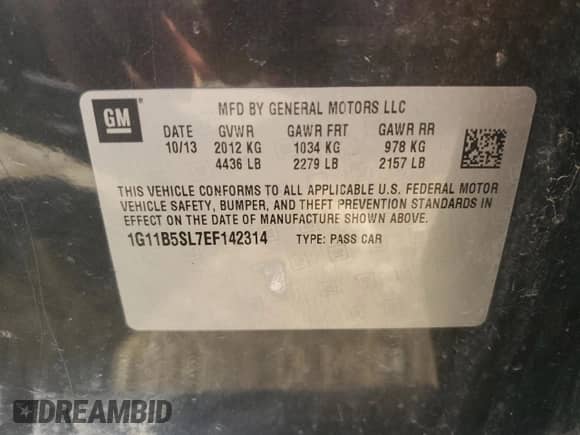 GM
MFD BY GENERAL MOTORS LLC
DATE GVWR GAWR FRT GAWR RR
10/13 2012 KG 1034 KG 978 KG
4436 LB 2279 LB 2157 LB
THIS VEHICLE CONFORMS TO ALL APPLICABLE U.S. FEDERAL MOTOR
VEHICLE SAFETY, BUMPER, AND THEFT PREVENTION STANDARDS IN
EFFECT ON THE DATE OF MANUFACTURE SHOWN ABOVE.
1G11B5SL7EF142314 TYPE: PASS CAR
DREAMBID